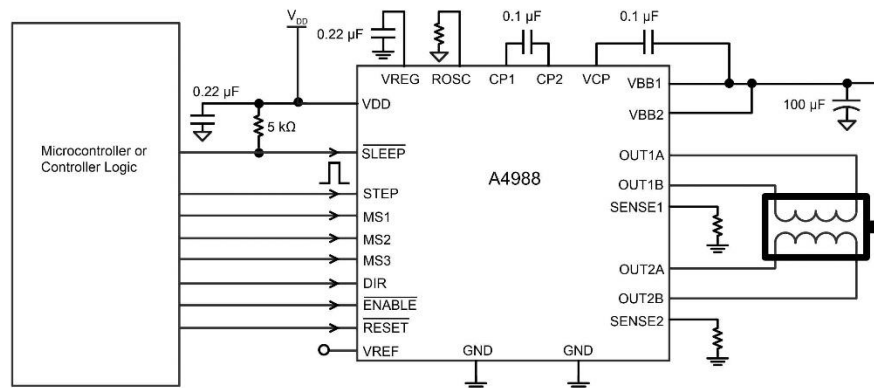 V_DD
0.22 µF
0.1 µF
0.1 µF
0.22 µF
VREG
ROSC
CP1
CP2
VCP
VBB1
VDD
5 kΩ
VBB2
100 µF
Microcontroller or
Controller Logic
SLEEP
OUT1A
A4988
OUT1B
STEP
SENSE1
MS1
MS2
MS3
OUT2A
DIR
OUT2B
ENABLE
SENSE2
RESET
VREF
GND
GND